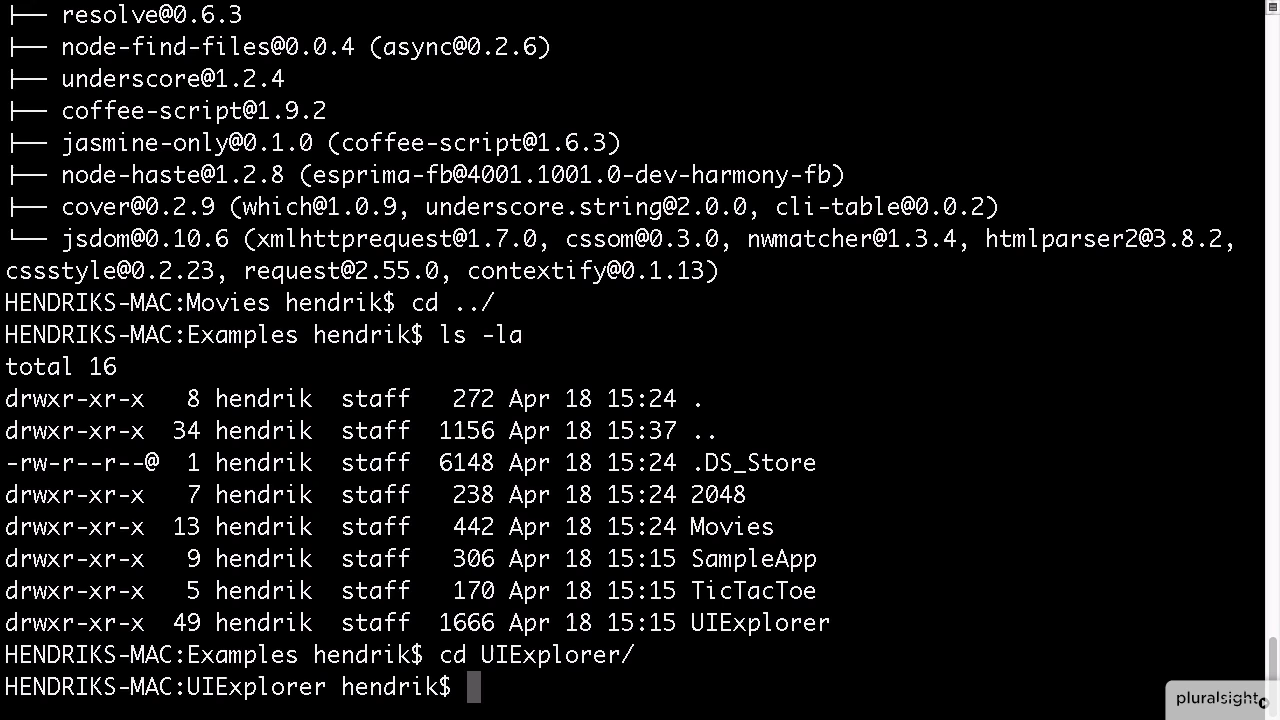 ├── resolve@0.6.3
├── node-find-files@0.0.4 (async@0.2.6)
├── underscore@1.2.4
├── coffee-script@1.9.2
├── jasmine-only@0.1.0 (coffee-script@1.6.3)
├── node-haste@1.2.8 (esprima-fb@4001.1001.0-dev-harmony-fb)
├── cover@0.2.9 (which@1.0.9, underscore.string@2.0.0, cli-table@0.0.2)
└── jsdom@0.10.6 (xmlhttprequest@1.7.0, cssom@0.3.0, nwmatcher@1.3.4, htmlparser2@3.8.2,
cssstyle@0.2.23, request@2.55.0, contextify@0.1.13)
HENDRIKS-MAC:Movies hendrik$ cd ../
HENDRIKS-MAC:Examples hendrik$ ls -la
total 16
drwxr-xr-x   8 hendrik  staff   272 Apr 18 15:24 .
drwxr-xr-x  34 hendrik  staff  1156 Apr 18 15:37 ..
-rw-r--r--@  1 hendrik  staff  6148 Apr 18 15:24 .DS_Store
drwxr-xr-x   7 hendrik  staff   238 Apr 18 15:24 2048
drwxr-xr-x  13 hendrik  staff   442 Apr 18 15:24 Movies
drwxr-xr-x   9 hendrik  staff   306 Apr 18 15:15 SampleApp
drwxr-xr-x   5 hendrik  staff   170 Apr 18 15:15 TicTacToe
drwxr-xr-x  49 hendrik  staff  1666 Apr 18 15:15 UIExplorer
HENDRIKS-MAC:Examples hendrik$ cd UIExplorer/
HENDRIKS-MAC:UIExplorer hendrik$
pluralsight